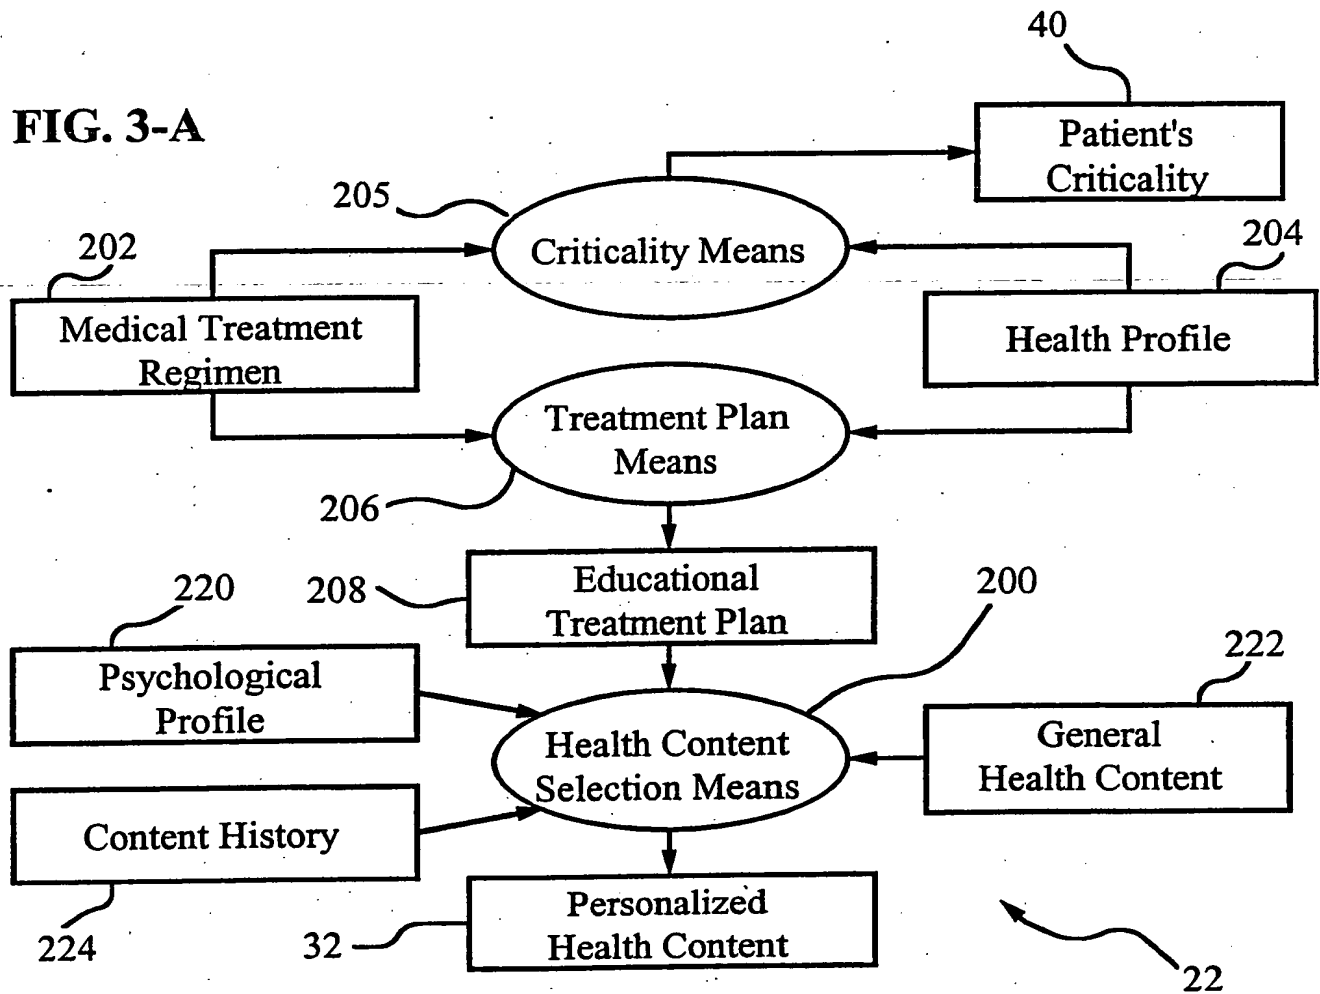 40
FIG. 3-A
Patient's
Criticality
205
Criticality Means
202
204
Medical Treatment
Regimen
Health Profile
Treatment Plan
Means
206
Educational
Treatment Plan
208
220
200
Psychological
Profile
222
Health Content
Selection Means
General
Health Content
Content History
224
Personalized
Health Content
32
22